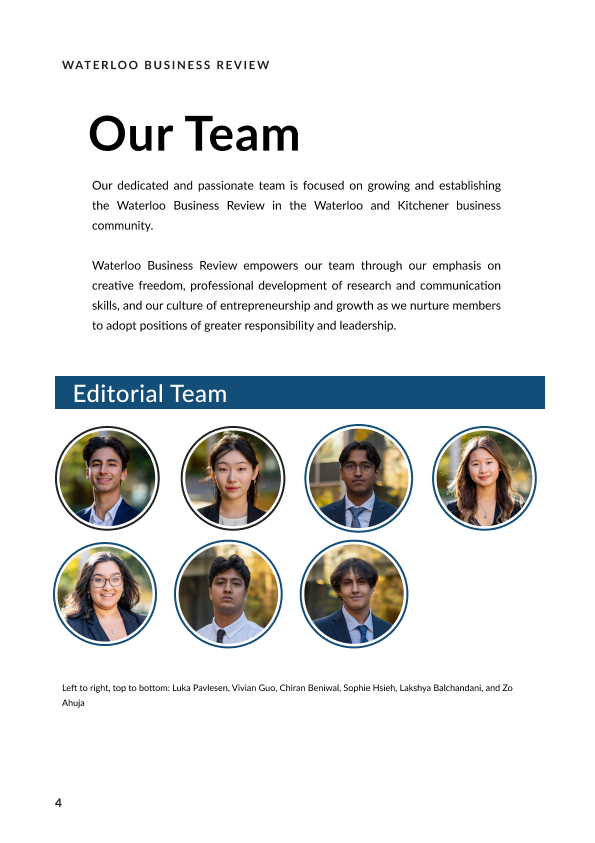 WATERLOO BUSINESS REVIEW
Our Team
Our dedicated and passionate team is focused on growing and establishing
the Waterloo Business Review in the Waterloo and Kitchener business
community.
Waterloo Business Review empowers our team through our emphasis on
creative freedom, professional development of research and communication
skills, and our culture of entrepreneurship and growth as we nurture members
to adopt positions of greater responsibility and leadership.
Editorial Team
Left to right, top to bottom: Luka Pavlesen, Vivian Guo, Chiran Beniwal, Sophie Hsieh, Lakshya Balchandani, and Zo
Ahuja
4